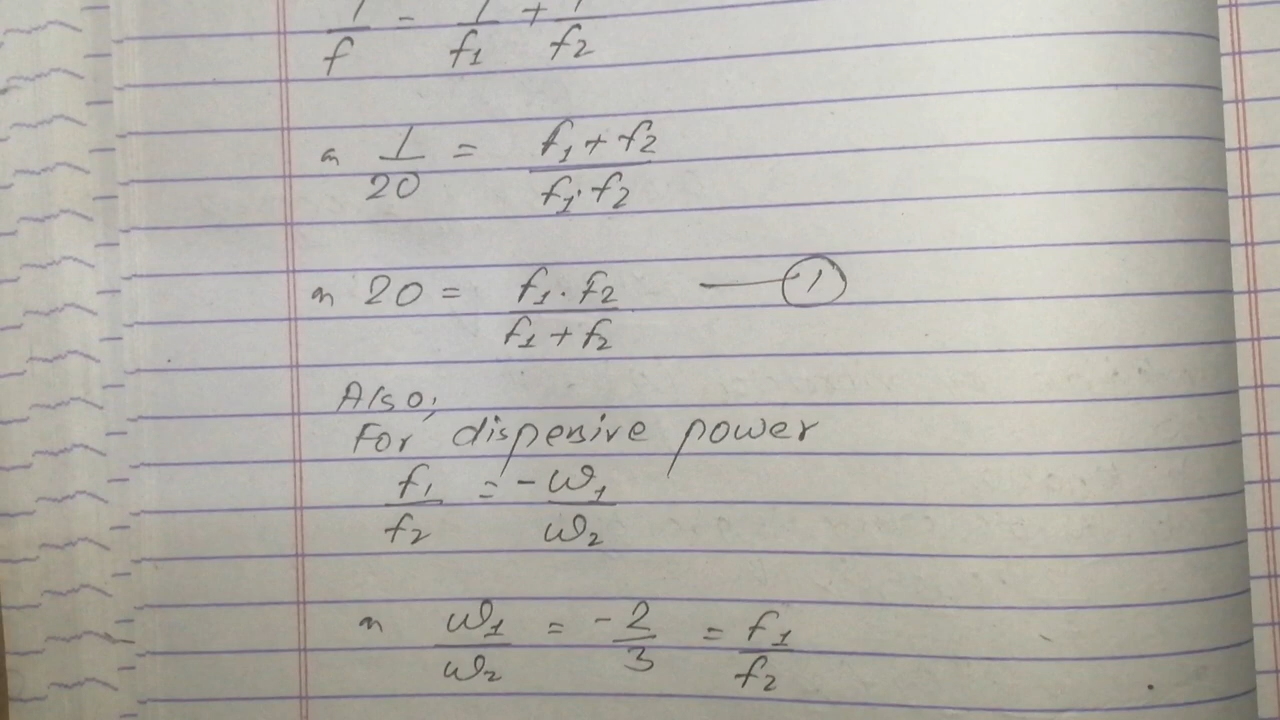 1/f = 1/f₁ + 1/f₂
n 1/20 = (f₁ + f₂)/(f₁·f₂)
n 20 = (f₁·f₂)/(f₁ + f₂) —— ①
Also,
For dispersive power
f₁/f₂ = -ω₁/ω₂
n ω₁/ω₂ = -2/3 = f₁/f₂